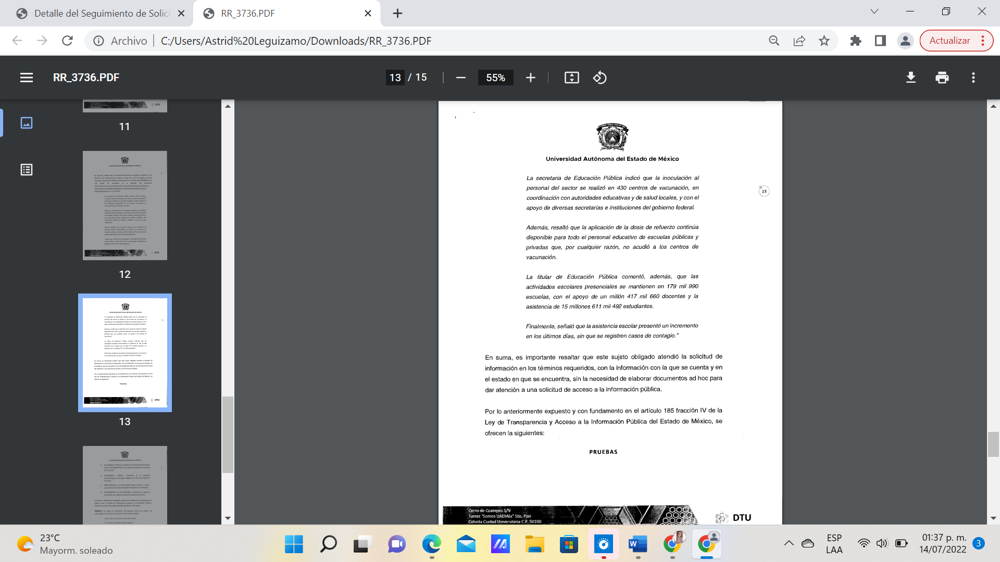 Detalle del Seguimiento de Solici
RR_3736.PDF
Archivo
C:/Users/Astrid%20Leguizamo/Downloads/RR_3736.PDF
Actualizar
RR_3736.PDF
13 / 15
55%
11
12
13
Universidad Autónoma del Estado de México
La secretaria de Educación Pública indicó que la inoculación al
personal del sector se realizó en 430 centros de vacunación, en
coordinación con autoridades educativas y de salud locales, y con el
apoyo de diversas secretarías e instituciones del gobierno federal.
13
Además, resaltó que la aplicación de la dosis de refuerzo continúa
disponible para todo el personal educativo de escuelas públicas y
privadas que, por cualquier razón, no acudió a los centros de
vacunación.
La titular de Educación Pública comentó, además, que las
actividades escolares presenciales se mantienen en 179 mil 990
escuelas, con el apoyo de un millón 417 mil 660 docentes y la
asistencia de 15 millones 611 mil 492 estudiantes.
Finalmente, señaló que la asistencia escolar presentó un incremento
en los últimos días, sin que se registren casos de contagio.”
En suma, es importante resaltar que este sujeto obligado atendió la solicitud de
información en los términos requeridos, con la información con la que se cuenta y en
el estado en que se encuentra, sin la necesidad de elaborar documentos ad hoc para
dar atención a una solicitud de acceso a la información pública.
Por lo anteriormente expuesto y con fundamento en el artículo 185 fracción IV de la
Ley de Transparencia y Acceso a la Información Pública del Estado de México, se
ofrecen la siguientes:
PRUEBAS
Cerro de Coatepec S/N
Torres "Somos UAEMéx" 5to. Piso
Colonia Ciudad Universitaria C.P. 50100
DTU
23°C
Mayorm. soleado
ESP
LAA
01:37 p. m.
14/07/2022
3